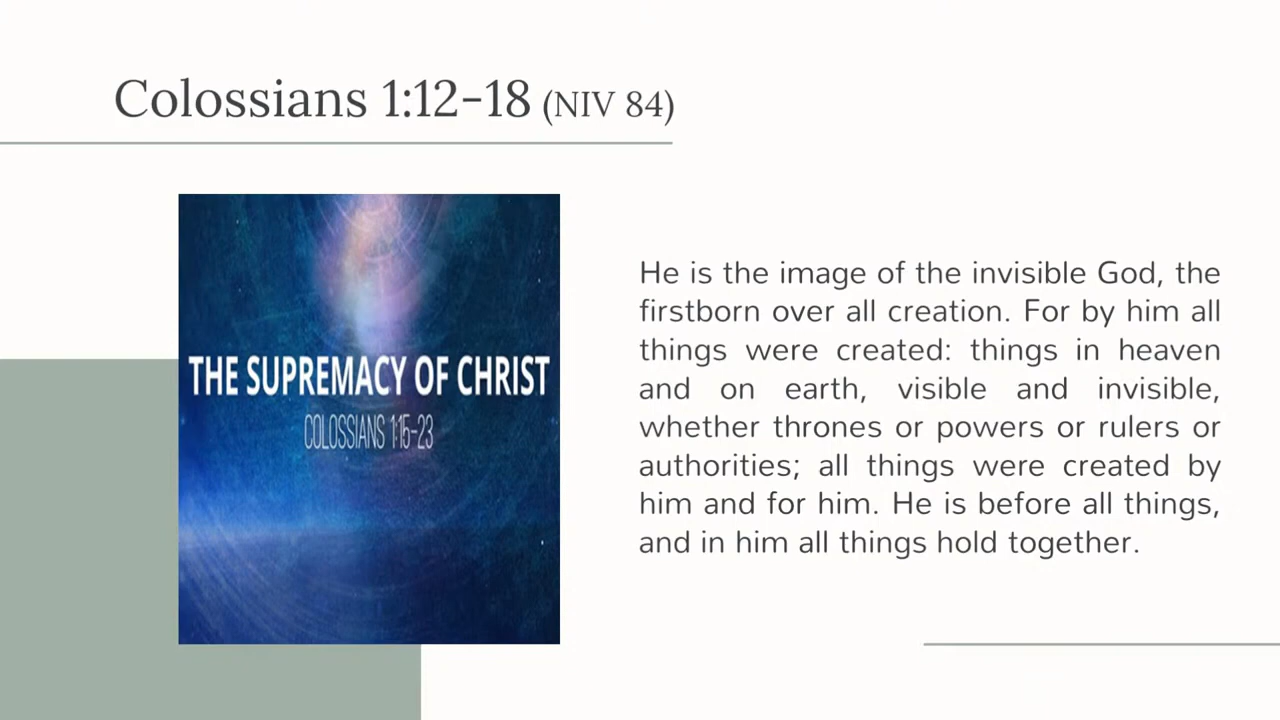 Colossians 1:12-18 (NIV 84)
THE SUPREMACY OF CHRIST
COLOSSIANS 1:15-23
He is the image of the invisible God, the
firstborn over all creation. For by him all
things were created: things in heaven
and on earth, visible and invisible,
whether thrones or powers or rulers or
authorities; all things were created by
him and for him. He is before all things,
and in him all things hold together.